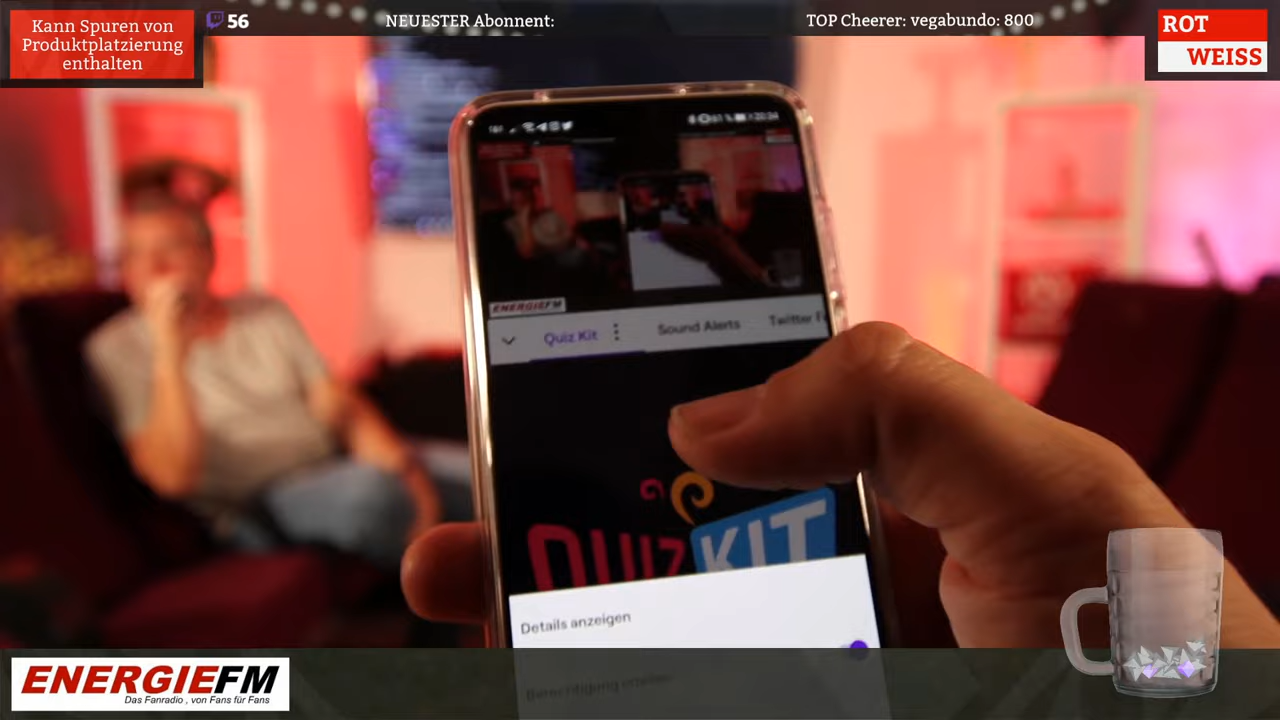 Kann Spuren von
Produktplatzierung
enthalten
56
NEUESTER Abonnent:
TOP Cheerer: vegabundo: 800
ROT
WEISS
ENERGIEFM
Quiz Kit
Sound Alerts
Twitter
QUIZ KIT
Details anzeigen
ENERGIEFM
Das Fanradio , von Fans für Fans